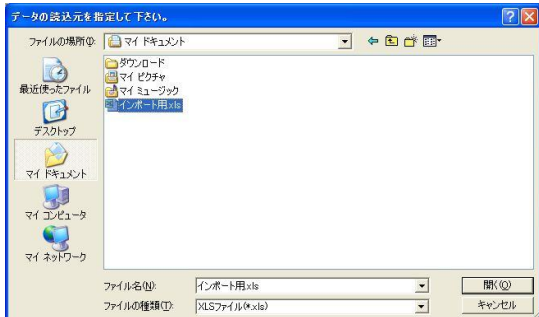 データの読込元を指定して下さい。
ファイルの場所(I):
マイ ドキュメント
最近使ったファイル
デスクトップ
マイ ドキュメント
マイ コンピュータ
マイ ネットワーク
ダウンロード
マイ ピクチャ
マイ ミュージック
インポート用.xls
ファイル名(N):
インポート用.xls
開く(O)
ファイルの種類(T):
XLSファイル(*.xls)
キャンセル